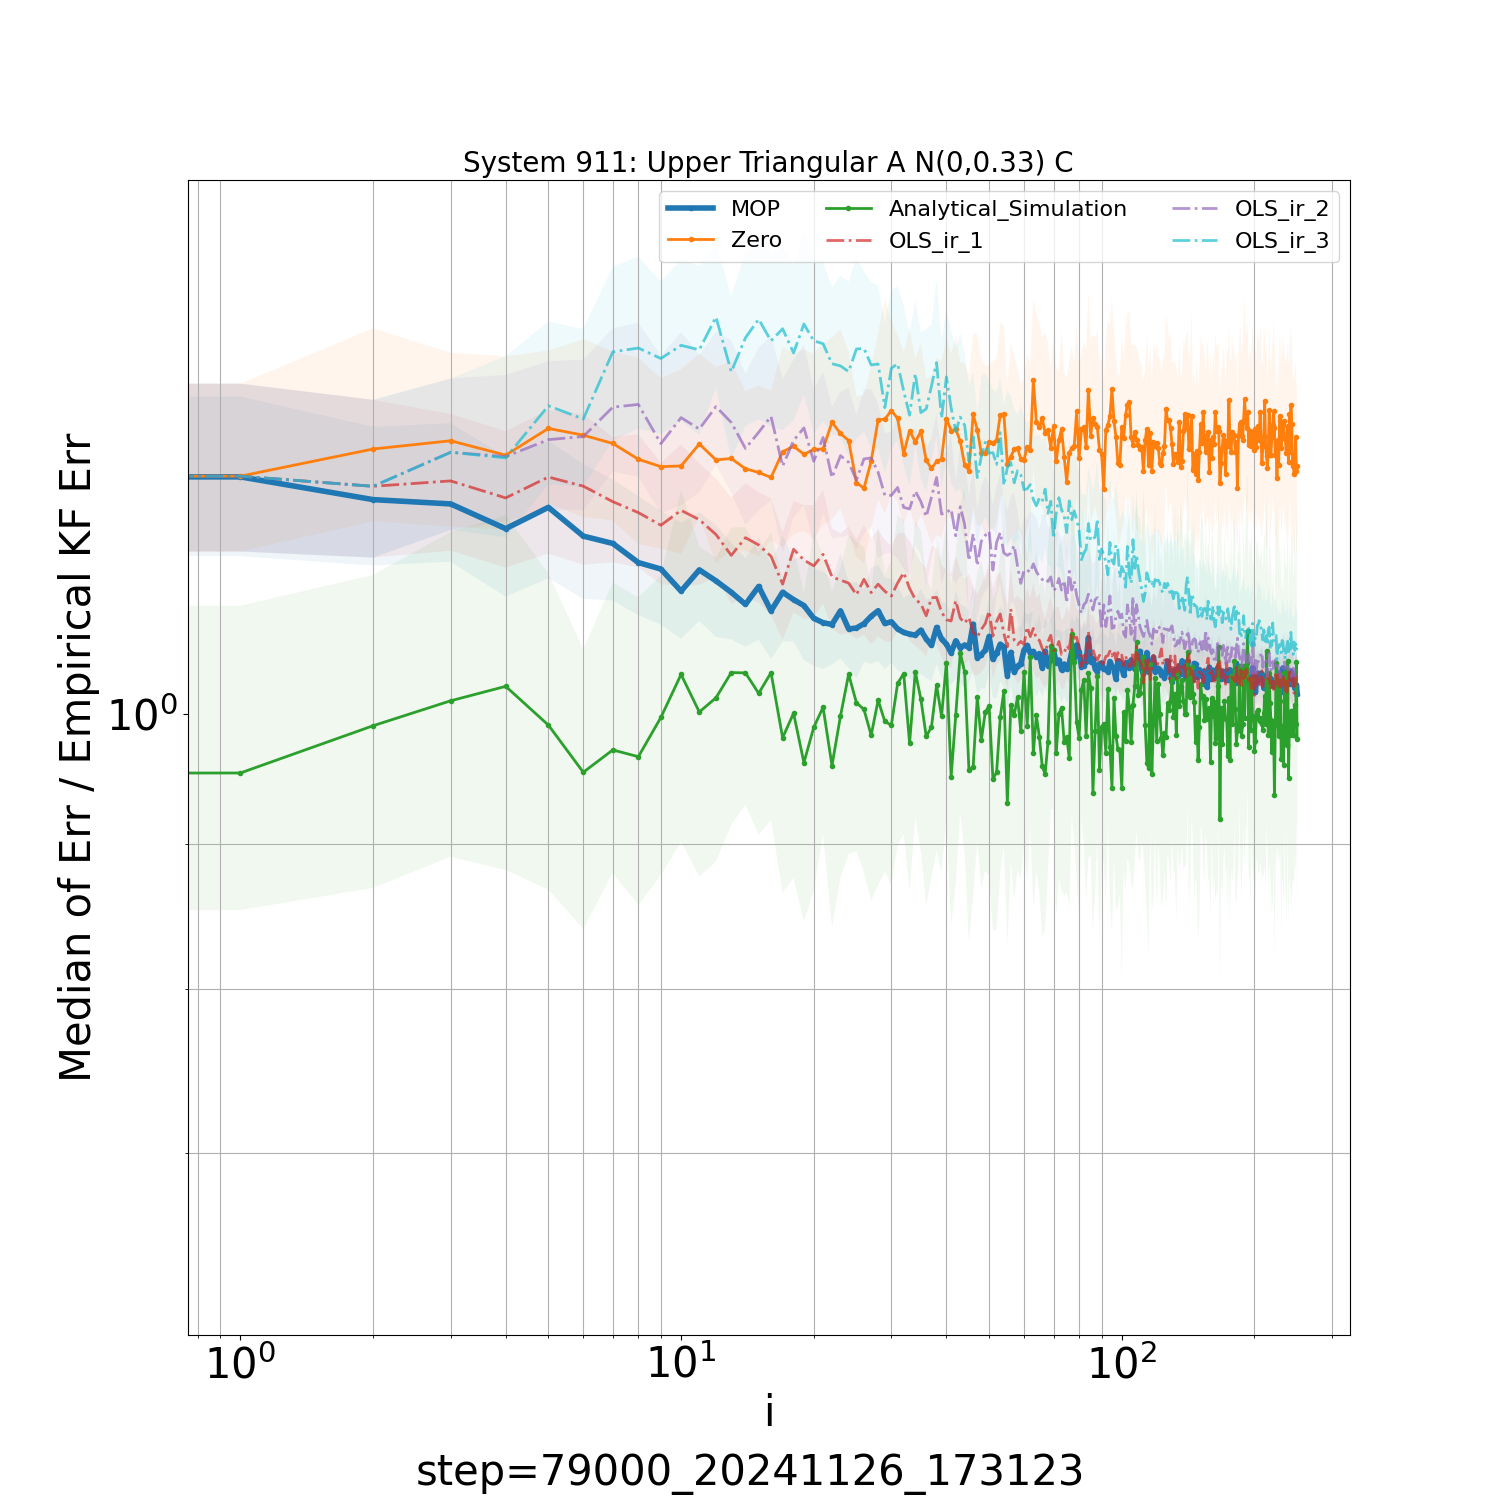 System 911: Upper Triangular A N(0,0.33) C
MOP
Zero
Analytical_Simulation
OLS_ir_1
OLS_ir_2
OLS_ir_3
Median of Err / Empirical KF Err
10⁰
10⁰ 10¹ 10²
i
step=79000_20241126_173123